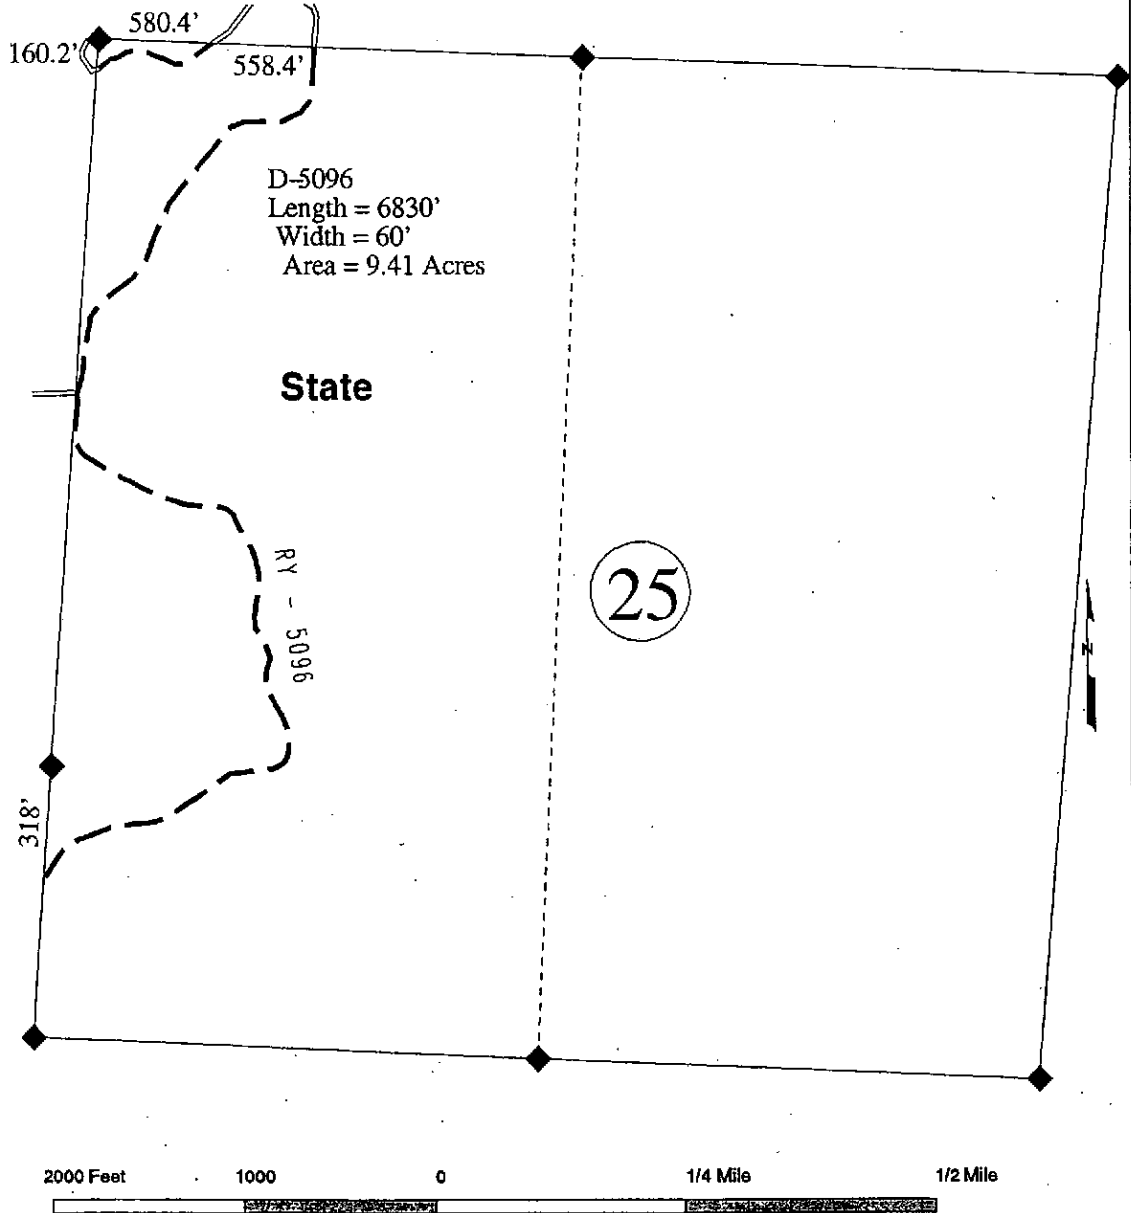 580.4'
160.2'
558.4'
D-5096
Length = 6830'
Width = 60'
Area = 9.41 Acres
State
25
RY - 5096
N
318'
2000 Feet 1000 0 1/4 Mile 1/2 Mile